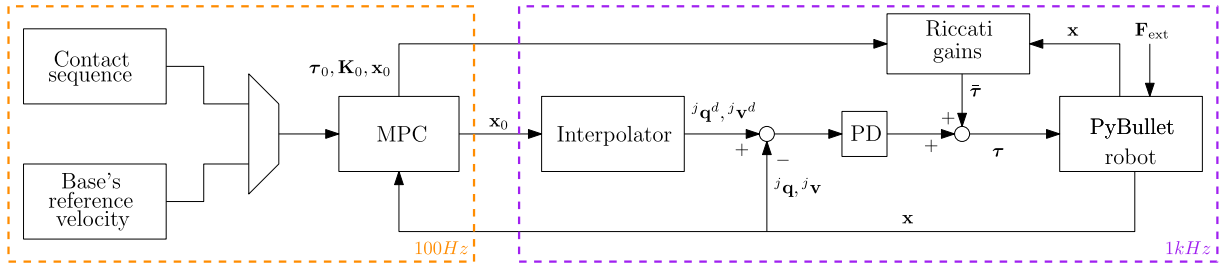 Contact
sequence
Base's
reference
velocity
τ₀, K₀, x₀
MPC
x₀
100Hz
Interpolator
ʲqᵈ, ʲvᵈ
+
−
ʲq, ʲv
PD
Riccati
gains
τ̄
+
+
τ
x
F_ext
PyBullet
robot
x
1kHz